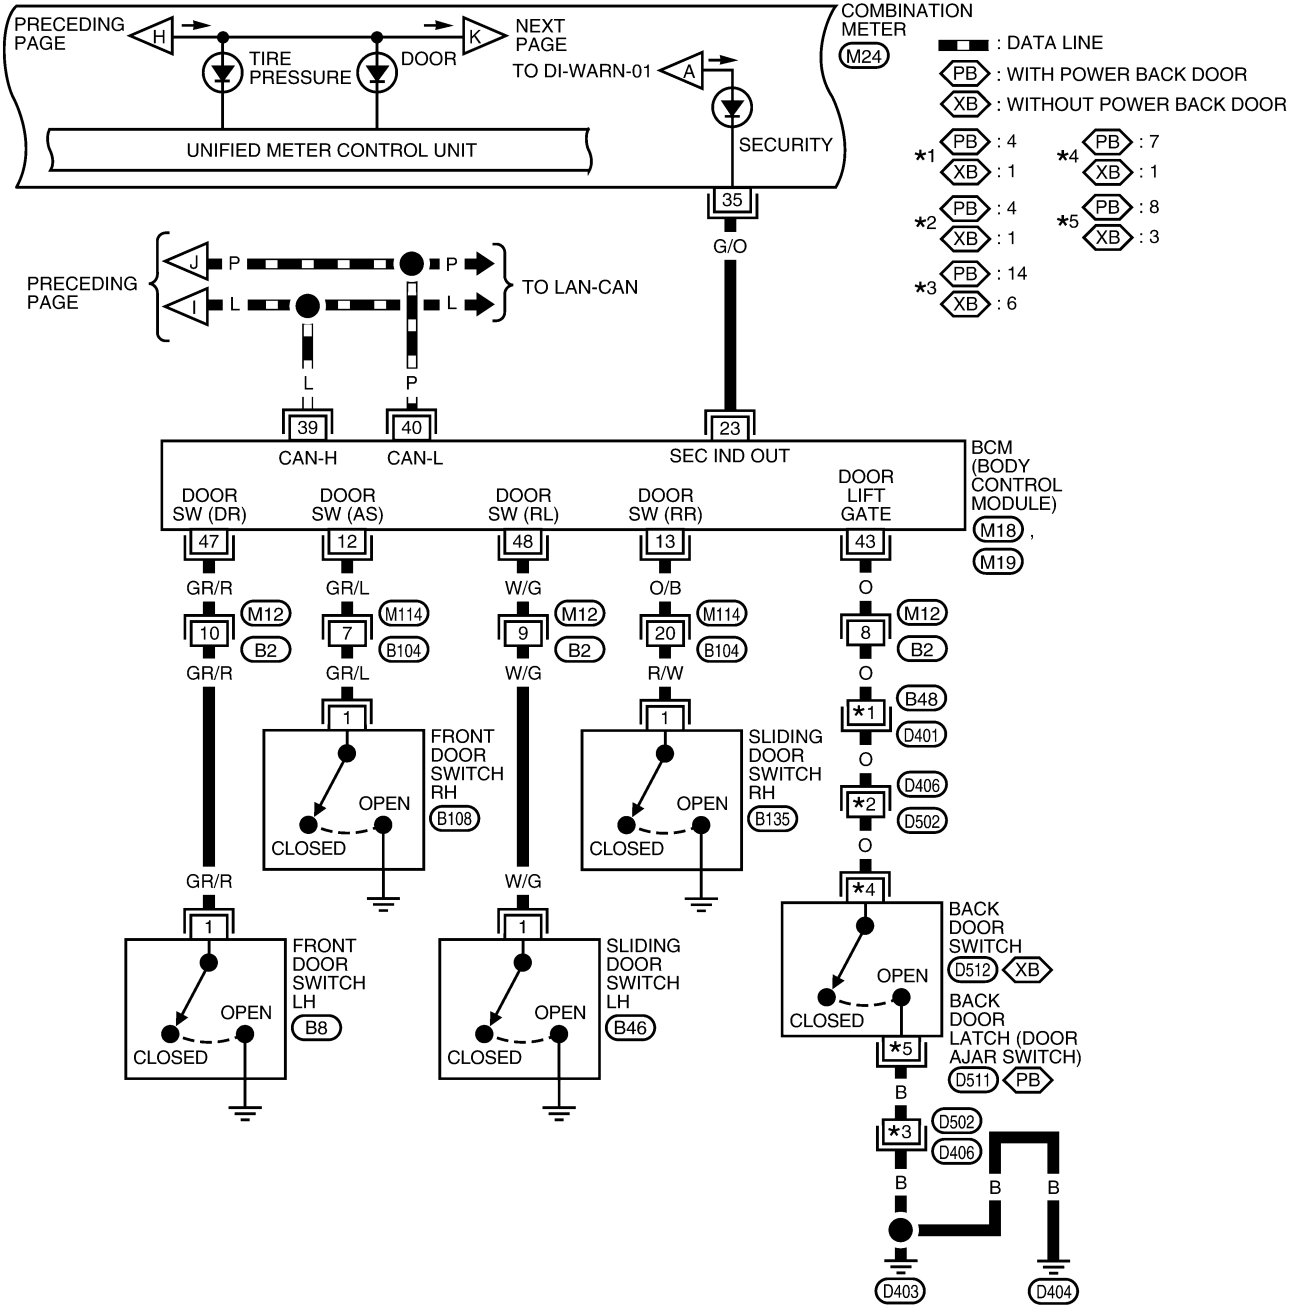 PRECEDING
PAGE
H
TIRE
PRESSURE
DOOR
K
NEXT
PAGE
TO DI-WARN-01
A
SECURITY
UNIFIED METER CONTROL UNIT
COMBINATION
METER
M24
: DATA LINE
PB : WITH POWER BACK DOOR
XB : WITHOUT POWER BACK DOOR
*1 PB : 4
XB : 1
*4 PB : 7
XB : 1
*2 PB : 4
XB : 1
*5 PB : 8
XB : 3
*3 PB : 14
XB : 6
35
G/O
PRECEDING
PAGE
J P P
I L L
TO LAN-CAN
L P
39 40 23
CAN-H CAN-L SEC IND OUT
BCM
(BODY
CONTROL
MODULE)
M18 ,
M19
DOOR
SW (DR)
DOOR
SW (AS)
DOOR
SW (RL)
DOOR
SW (RR)
DOOR
LIFT
GATE
47 12 48 13 43
GR/R GR/L W/G O/B O
10 M12
B2
7 M114
B104
9 M12
B2
20 M114
B104
8 M12
B2
GR/R GR/L W/G R/W O
*1 B48
D401
O
*2 D406
D502
O
*4
1
FRONT
DOOR
SWITCH
RH
B108
OPEN
CLOSED
1
SLIDING
DOOR
SWITCH
RH
B135
OPEN
CLOSED
GR/R W/G
1
FRONT
DOOR
SWITCH
LH
B8
OPEN
CLOSED
1
SLIDING
DOOR
SWITCH
LH
B46
OPEN
CLOSED
BACK
DOOR
SWITCH
D512 XB
BACK
DOOR
LATCH (DOOR
AJAR SWITCH)
D511 PB
OPEN
CLOSED
*5
B
*3 D502
D406
B B B
D403 D404